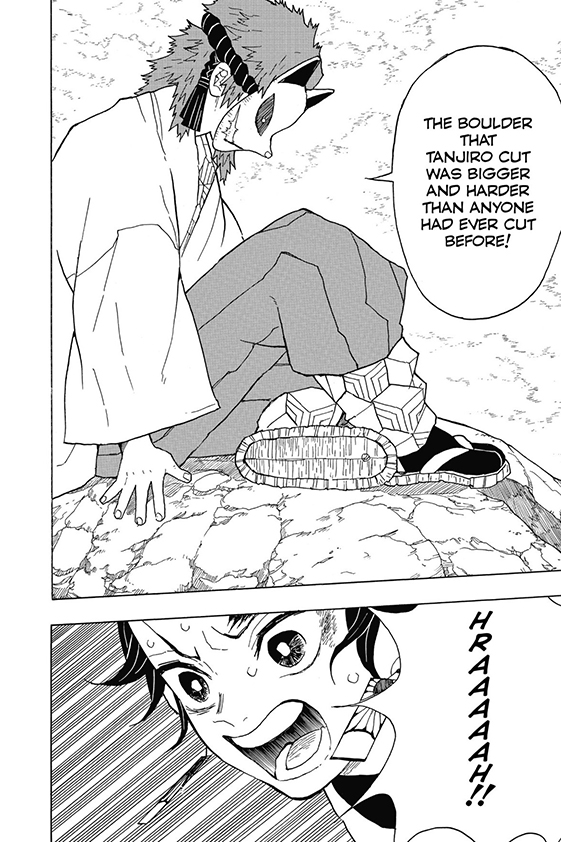 THE BOULDER
THAT
TANJIRO CUT
WAS BIGGER
AND HARDER
THAN ANYONE
HAD EVER CUT
BEFORE!
HRAAAAAH!!